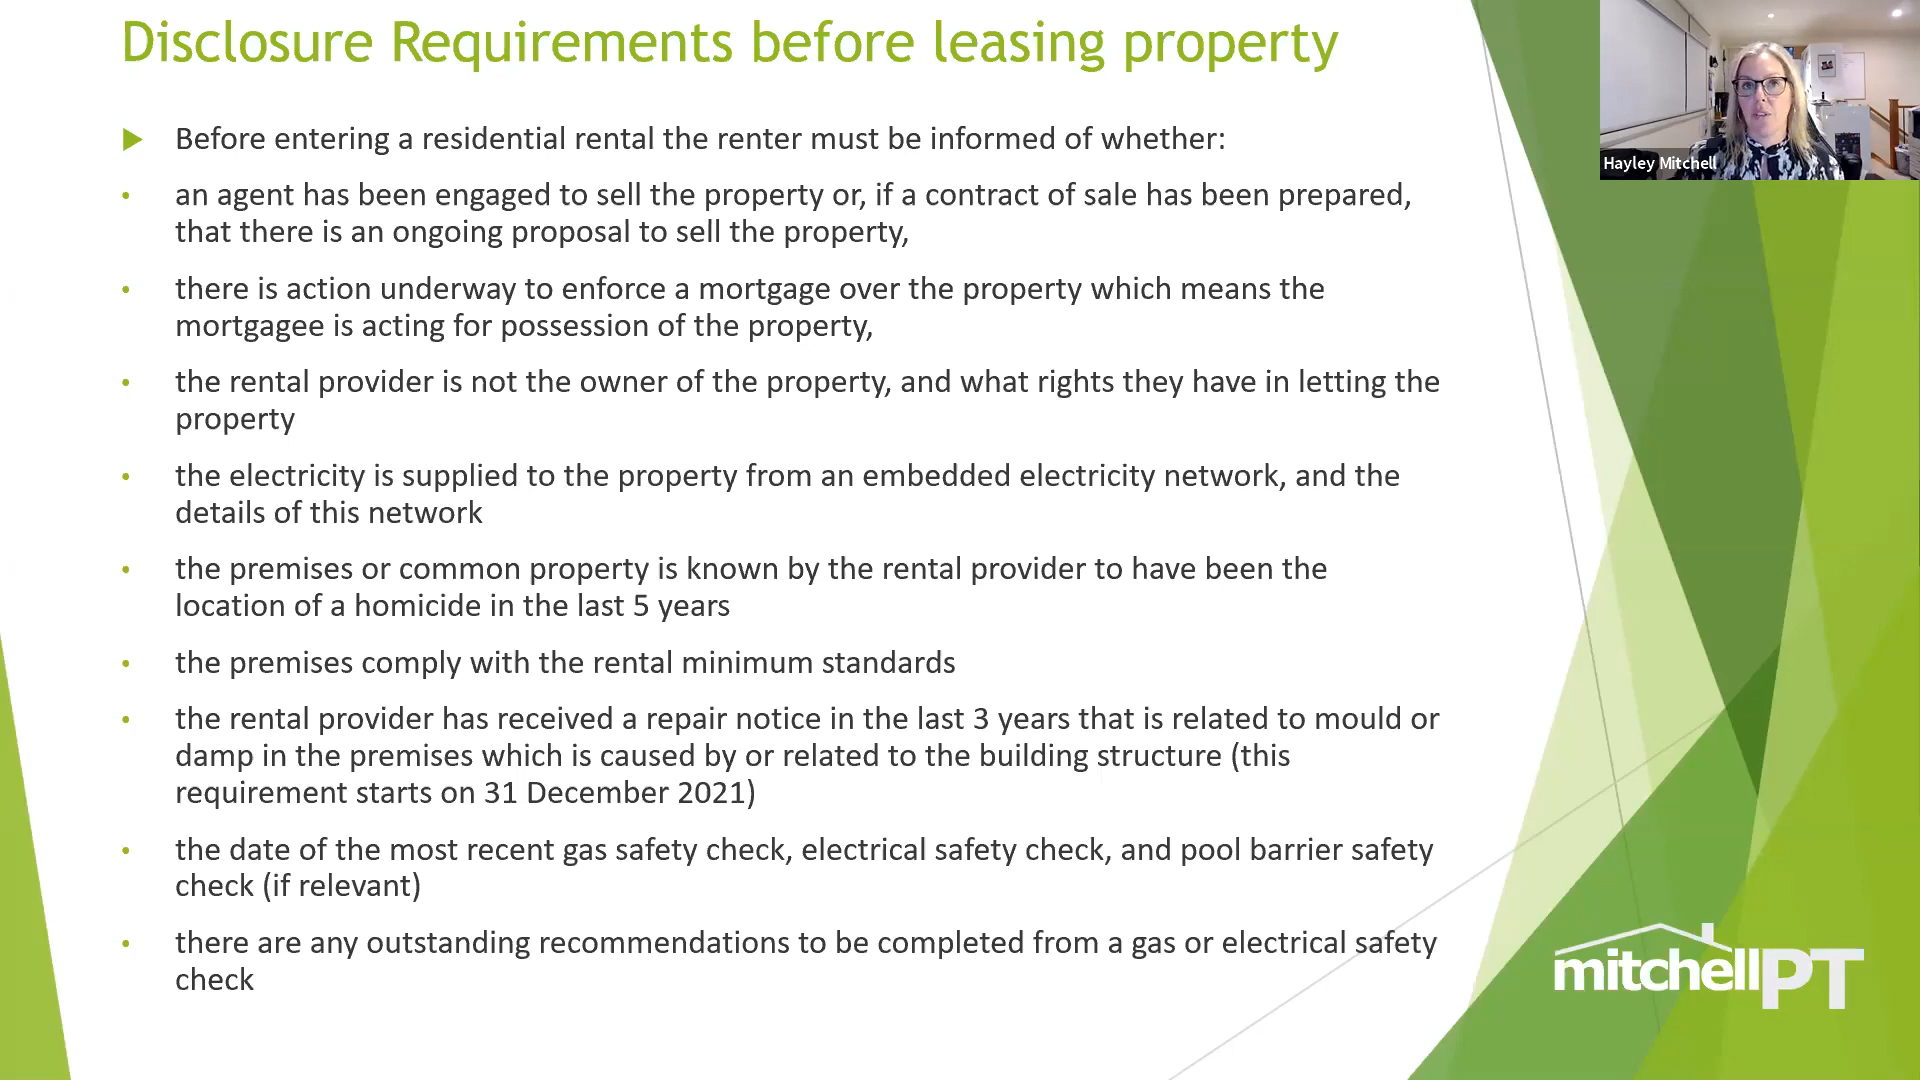 Disclosure Requirements before leasing property
Before entering a residential rental the renter must be informed of whether:
an agent has been engaged to sell the property or, if a contract of sale has been prepared,
that there is an ongoing proposal to sell the property,
there is action underway to enforce a mortgage over the property which means the
mortgagee is acting for possession of the property,
the rental provider is not the owner of the property, and what rights they have in letting the
property
the electricity is supplied to the property from an embedded electricity network, and the
details of this network
the premises or common property is known by the rental provider to have been the
location of a homicide in the last 5 years
the premises comply with the rental minimum standards
the rental provider has received a repair notice in the last 3 years that is related to mould or
damp in the premises which is caused by or related to the building structure (this
requirement starts on 31 December 2021)
the date of the most recent gas safety check, electrical safety check, and pool barrier safety
check (if relevant)
there are any outstanding recommendations to be completed from a gas or electrical safety
check
Hayley Mitchell
mitchellPT